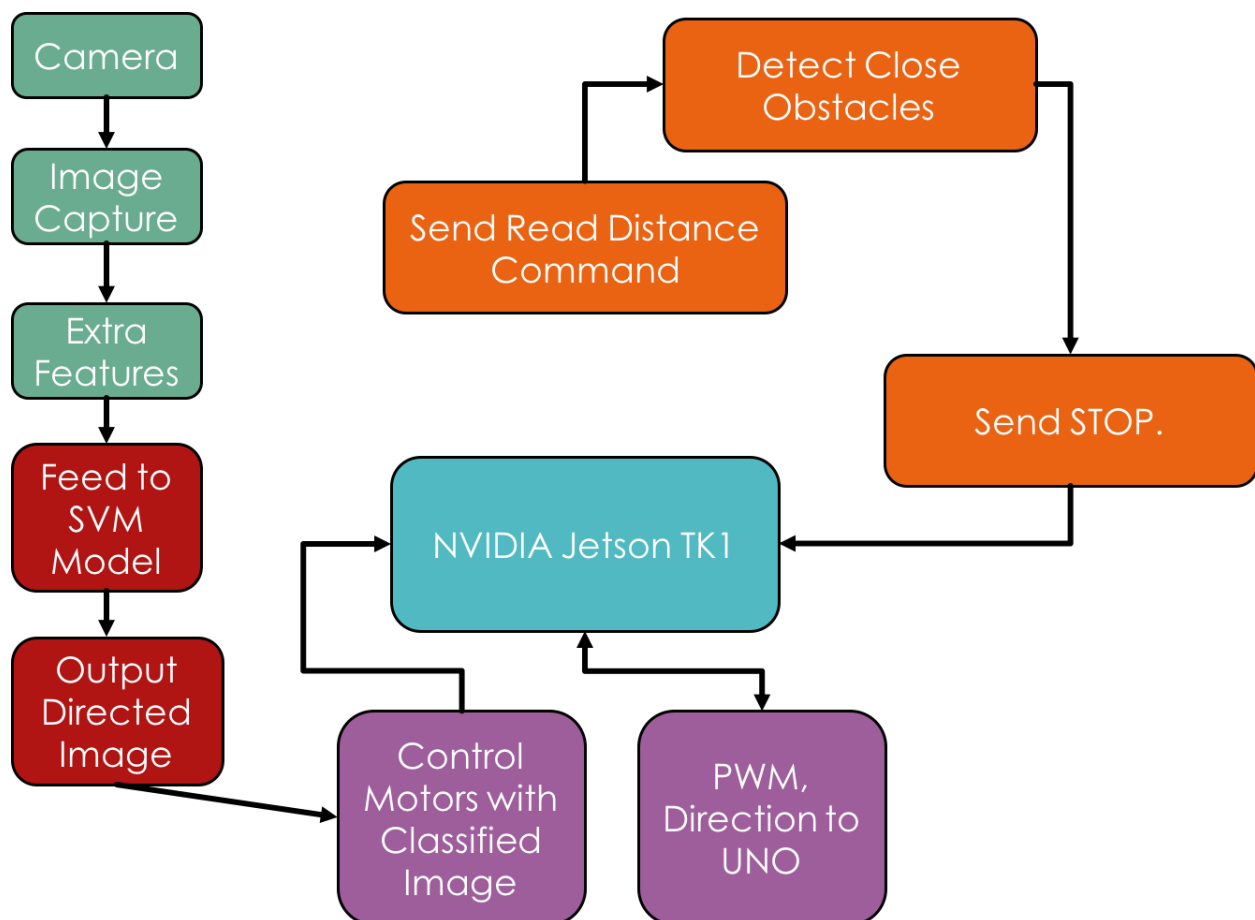 Camera
Image
Capture
Extra
Features
Feed to
SVM
Model
Output
Directed
Image
Detect Close
Obstacles
Send Read Distance
Command
Send STOP.
NVIDIA Jetson TK1
Control
Motors with
Classified
Image
PWM,
Direction to
UNO